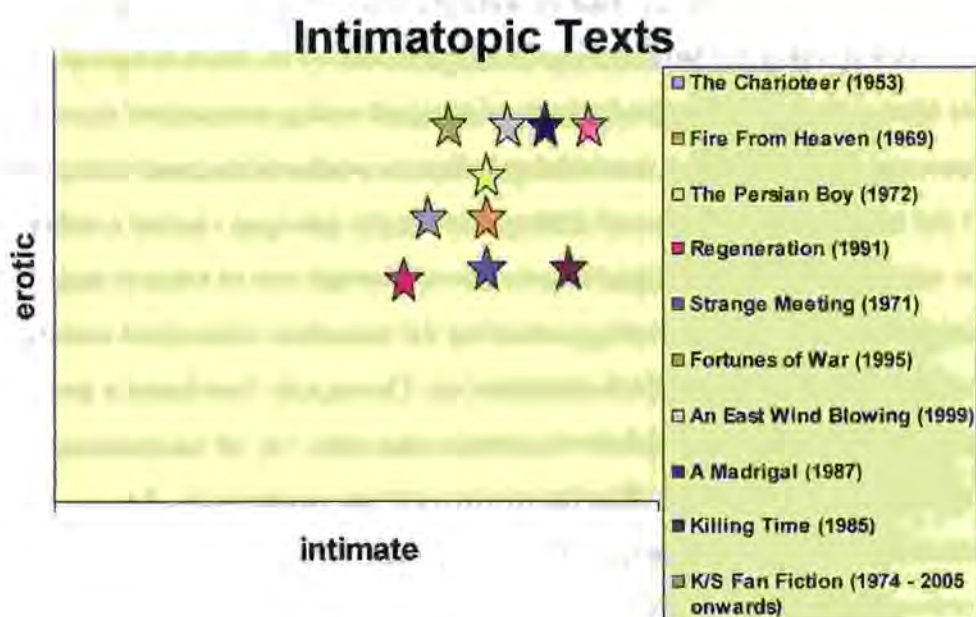 Intimatopic Texts
erotic
intimate
The Charioteer (1953)
Fire From Heaven (1969)
The Persian Boy (1972)
Regeneration (1991)
Strange Meeting (1971)
Fortunes of War (1995)
An East Wind Blowing (1999)
A Madrigal (1987)
Killing Time (1985)
K/S Fan Fiction (1974 - 2005
onwards)